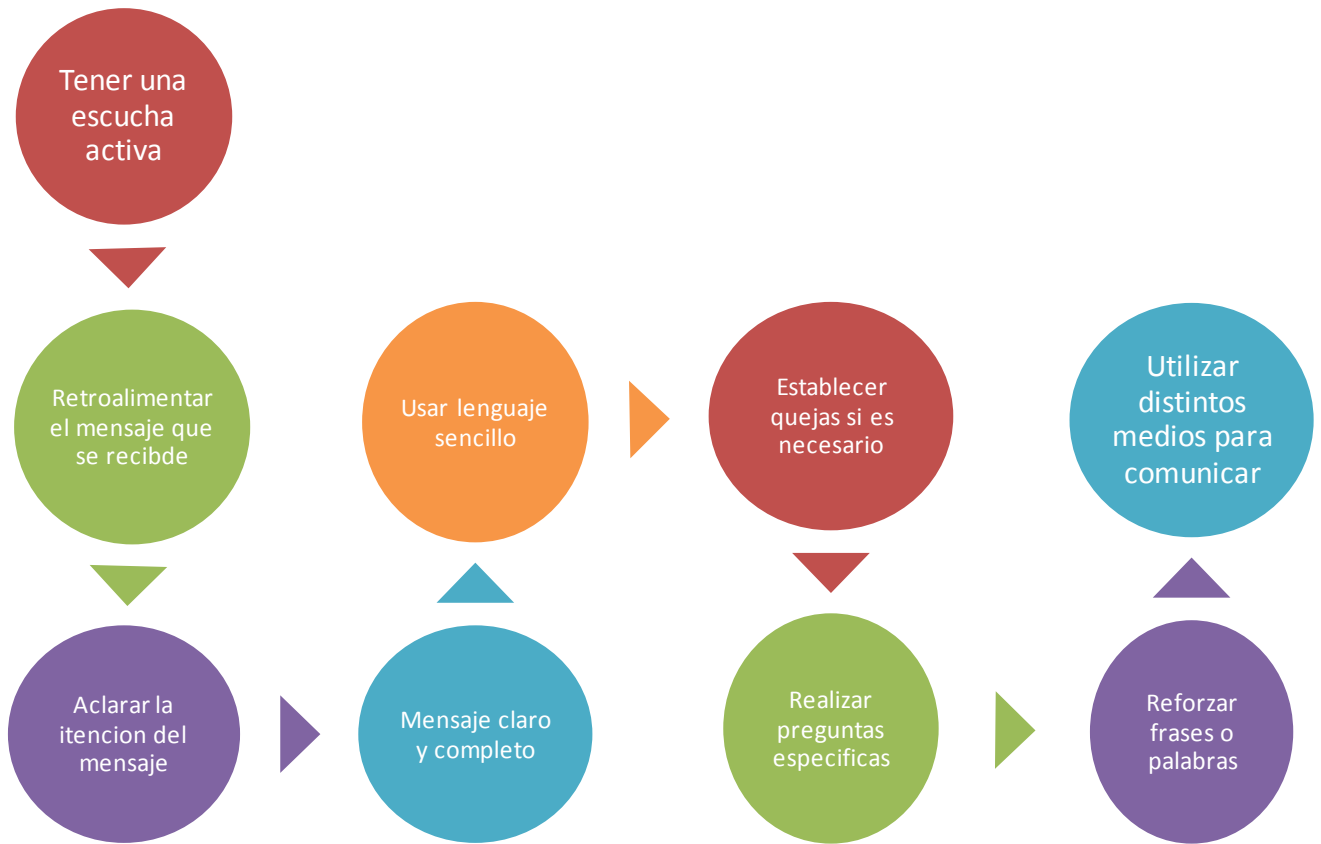 Tener una
escucha
activa
Retroalimentar
el mensaje que
se recibde
Aclarar la
itencion del
mensaje
Mensaje claro
y completo
Usar lenguaje
sencillo
Establecer
quejas si es
necesario
Realizar
preguntas
especificas
Reforzar
frases o
palabras
Utilizar
distintos
medios para
comunicar